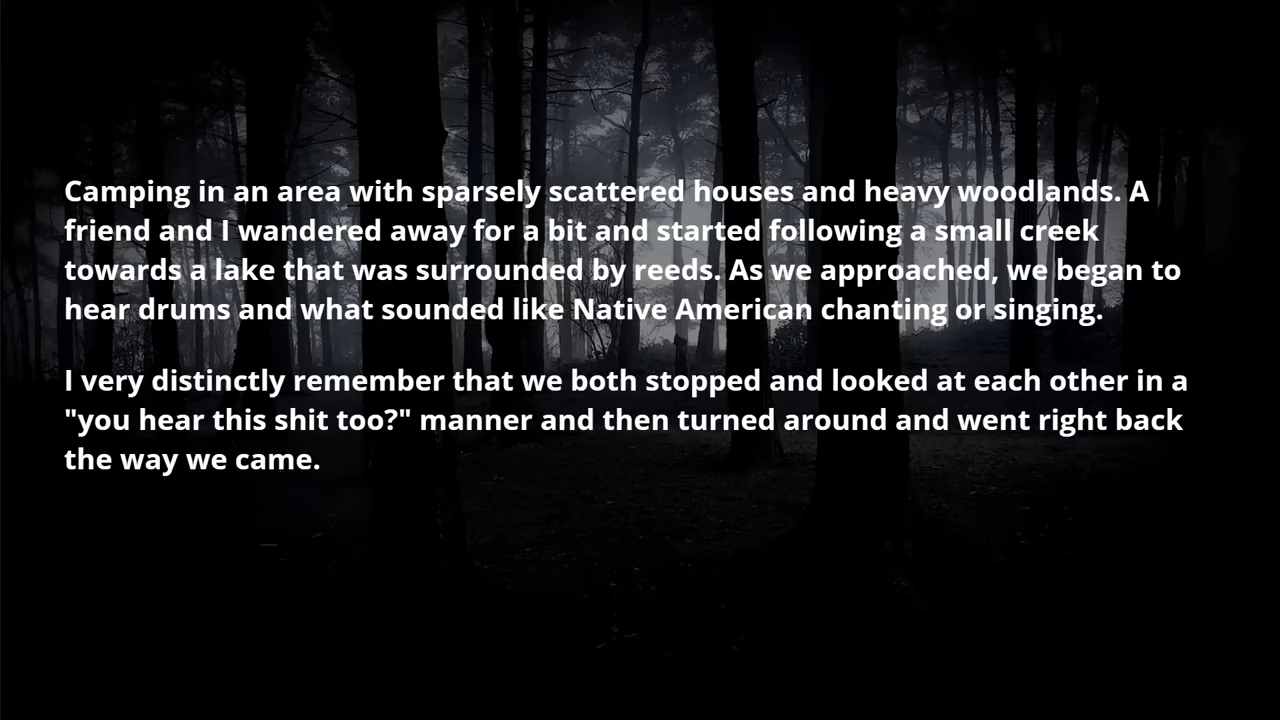 Camping in an area with sparsely scattered houses and heavy woodlands. A
friend and I wandered away for a bit and started following a small creek
towards a lake that was surrounded by reeds. As we approached, we began to
hear drums and what sounded like Native American chanting or singing.
I very distinctly remember that we both stopped and looked at each other in a
"you hear this shit too?" manner and then turned around and went right back
the way we came.